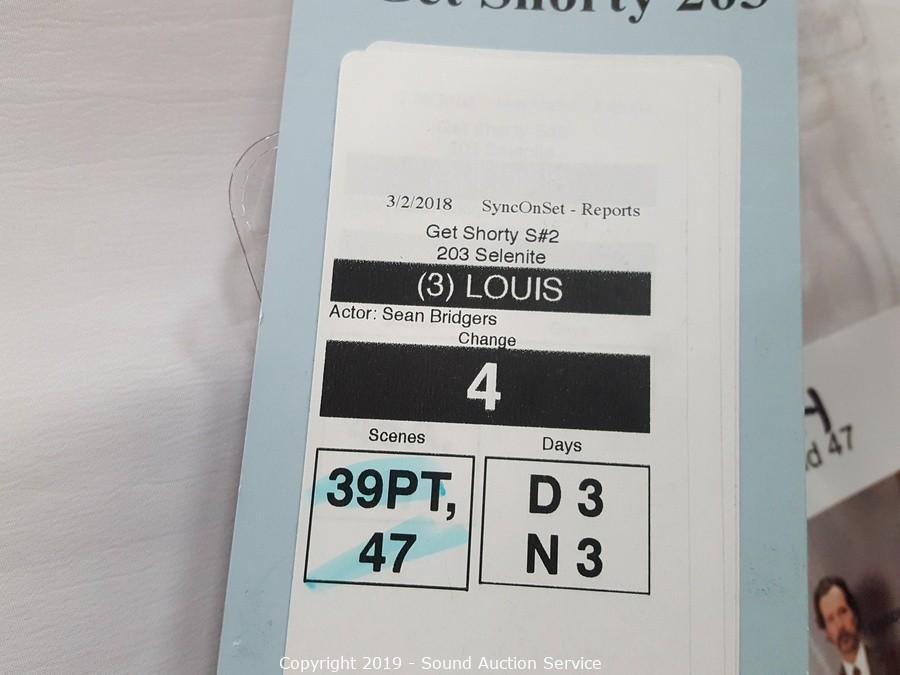 Get Shorty 203
3/2/2018 SyncOnSet - Reports
Get Shorty S#2
203 Selenite
(3) LOUIS
Actor: Sean Bridgers
Change
4
Scenes
Days
39PT,
47
D 3
N 3
47
Copyright 2019 - Sound Auction Service